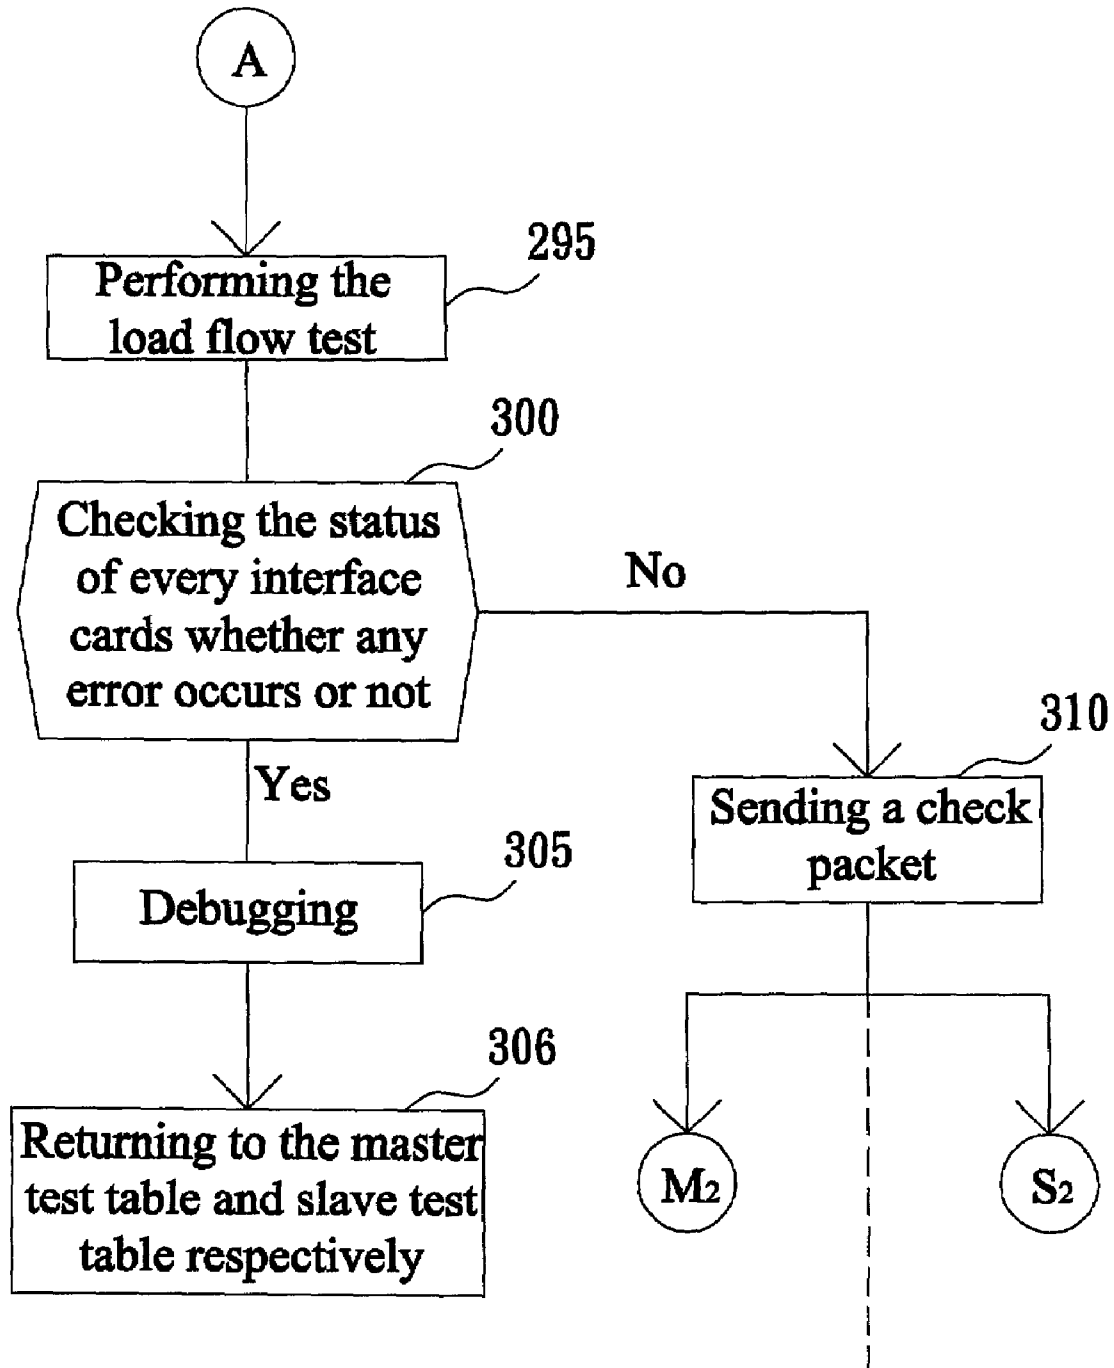 A
295
Performing the
load flow test
300
Checking the status
of every interface
cards whether any
error occurs or not
No
Yes
310
Sending a check
packet
305
Debugging
306
Returning to the master
test table and slave test
table respectively
M2
S2